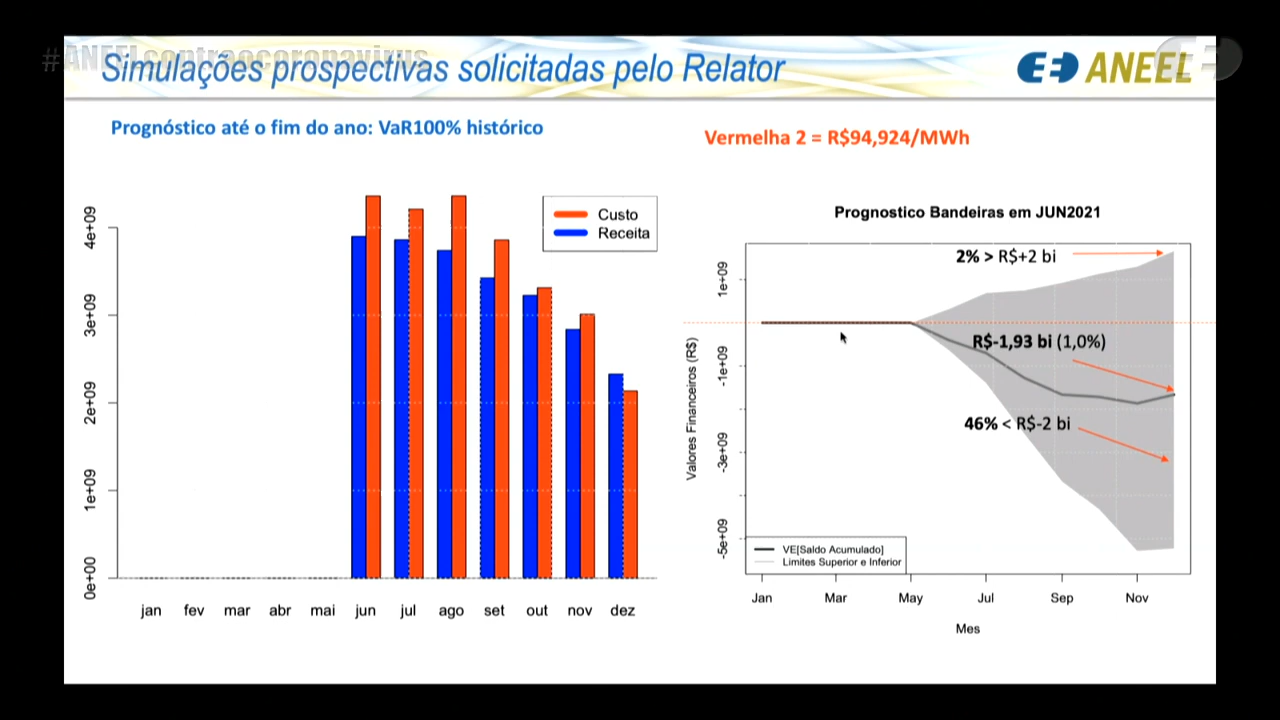 #ANEELcontraocoronavirus
Simulações prospectivas solicitadas pelo Relator
ANEEL
Prognóstico até o fim do ano: VaR100% histórico
Vermelha 2 = R$94,924/MWh
4e+09
3e+09
2e+09
1e+09
0e+00
Custo
Receita
jan fev mar abr mai jun jul ago set out nov dez
Prognostico Bandeiras em JUN2021
Valores Financeiros (R$)
1e+09
-1e+09
-3e+09
-5e+09
2% > R$+2 bi
R$-1,93 bi (1,0%)
46% < R$-2 bi
VE[Saldo Acumulado]
Limites Superior e Inferior
Jan Mar May Jul Sep Nov
Mes